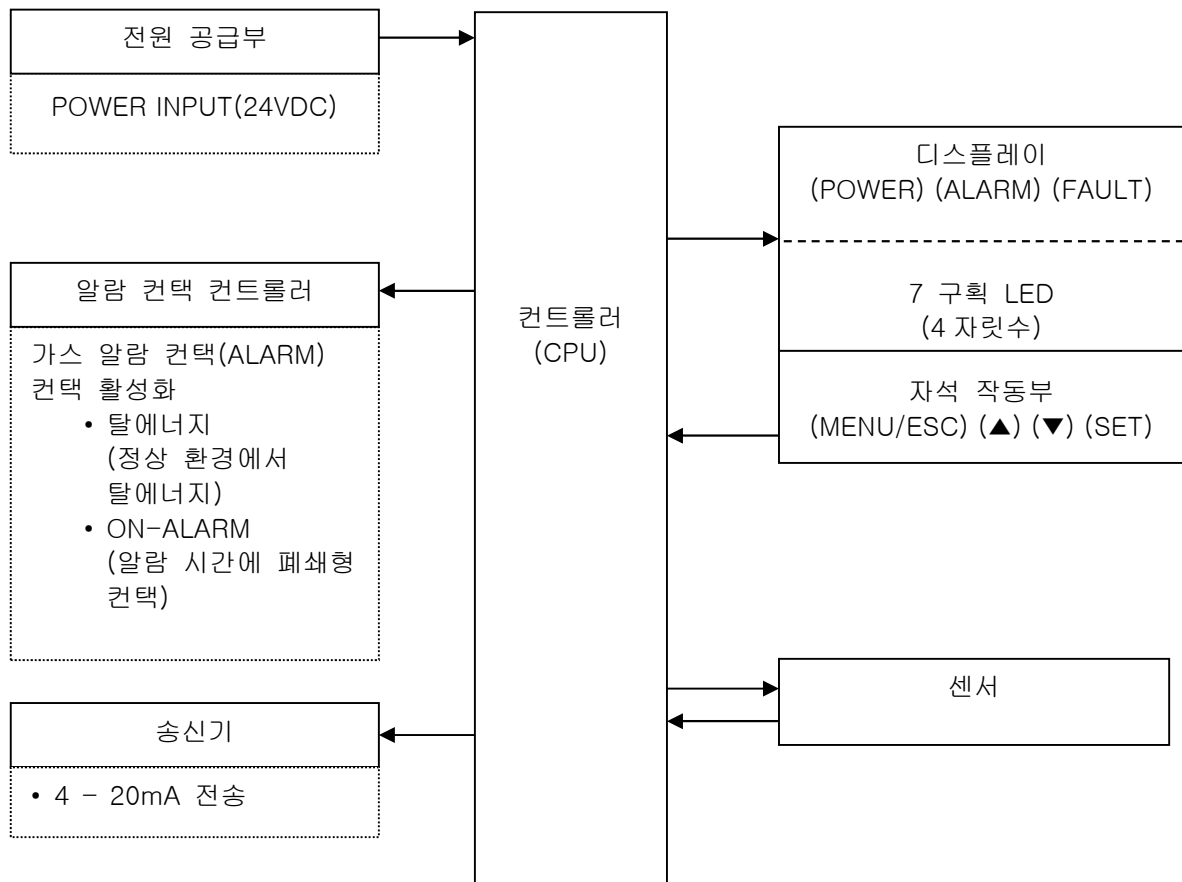 전원 공급부
POWER INPUT(24VDC)
알람 컨택 컨트롤러
가스 알람 컨택(ALARM)
컨택 활성화
• 탈에너지
(정상 환경에서
탈에너지)
• ON-ALARM
(알람 시간에 폐쇄형
컨택)
송신기
• 4 - 20mA 전송
컨트롤러
(CPU)
디스플레이
(POWER) (ALARM) (FAULT)
7 구획 LED
(4 자릿수)
자석 작동부
(MENU/ESC) (▲) (▼) (SET)
센서